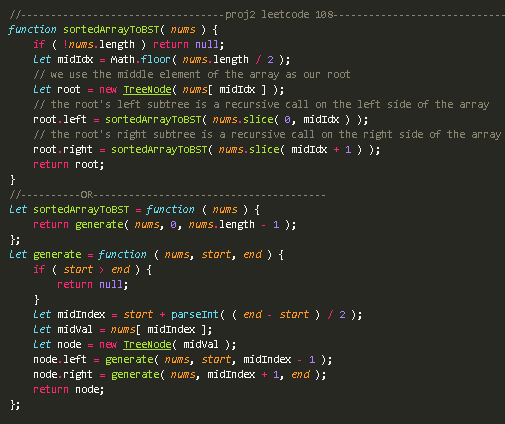 //-----------------------------------proj2 leetcode 108-----------------------------
function sortedArrayToBST( nums ) {
    if ( !nums.length ) return null;
    Let midIdx = Math.floor( nums.length / 2 );
    // we use the middle element of the array as our root
    Let root = new TreeNode( nums[ midIdx ] );
    // the root's left subtree is a recursive call on the left side of the array
    root.left = sortedArrayToBST( nums.slice( 0, midIdx ) );
    // the root's right subtree is a recursive call on the right side of the array
    root.right = sortedArrayToBST( nums.slice( midIdx + 1 ) );
    return root;
}
//----------OR----------------------------------------
Let sortedArrayToBST = function ( nums ) {
    return generate( nums, 0, nums.length - 1 );
};
Let generate = function ( nums, start, end ) {
    if ( start > end ) {
        return null;
    }
    Let midIndex = start + parseInt( ( end - start ) / 2 );
    Let midVal = nums[ midIndex ];
    Let node = new TreeNode( midVal );
    node.left = generate( nums, start, midIndex - 1 );
    node.right = generate( nums, midIndex + 1, end );
    return node;
};